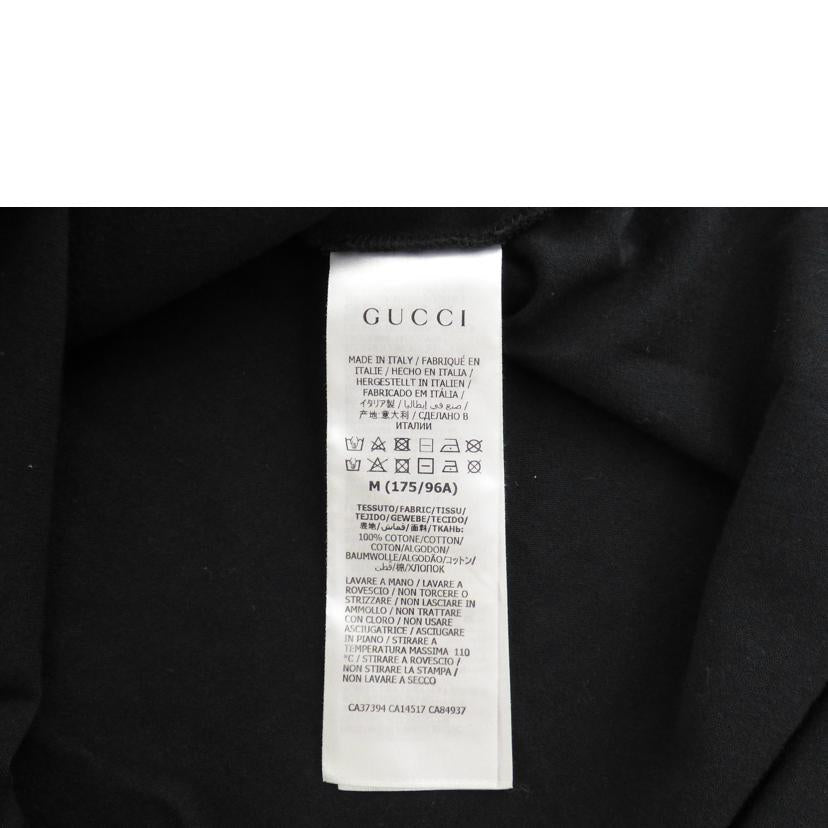 GUCCI
MADE IN ITALY / FABRIQUÉ EN
ITALIE / HECHO EN ITALIA /
HERGESTELLT IN ITALIEN /
FABRICADO EM ITÁLIA /
イタリア製 / صنع في إيطاليا /
产地:意大利 / СДЕЛАНО В
ИТАЛИИ
M (175/96A)
TESSUTO/FABRIC/TISSU/
TEJIDO/GEWEBE/TECIDO/
表地/قماش/面料/ТКАНЬ:
100% COTONE/COTTON/
COTON/ALGODON/
BAUMWOLLE/ALGODÃO/コットン/
قطن/棉/ХЛОПОК
LAVARE A MANO / LAVARE A
ROVESCIO / NON TORCERE O
STRIZZARE / NON LASCIARE IN
AMMOLLO / NON TRATTARE
CON CLORO / NON USARE
ASCIUGATRICE / ASCIUGARE
IN PIANO / STIRARE A
TEMPERATURA MASSIMA 110
°C / STIRARE A ROVESCIO /
NON STIRARE LA STAMPA /
NON LAVARE A SECCO
CA37394 CA14517 CA84937